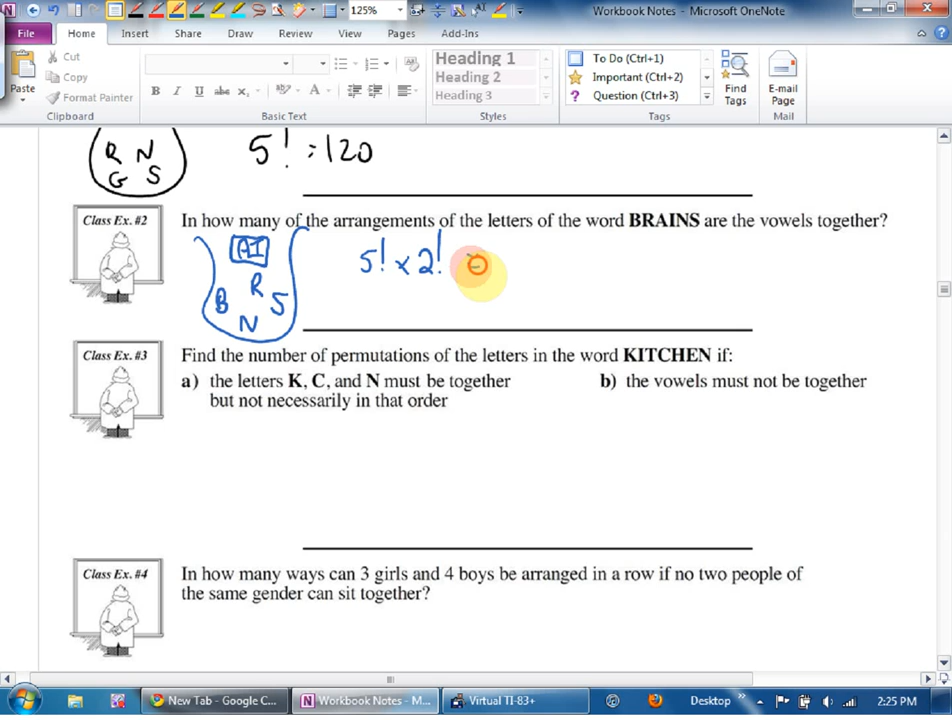 125%
Workbook Notes - Microsoft OneNote
File Home Insert Share Draw Review View Pages Add-Ins
Paste
Cut
Copy
Format Painter
Clipboard
B I U abc x₂ A
Basic Text
Heading 1
Heading 2
Heading 3
Styles
To Do (Ctrl+1)
Important (Ctrl+2)
Question (Ctrl+3)
Tags
Find Tags
E-mail Page
Mail
R N
G S
5! = 120
Class Ex. #2
In how many of the arrangements of the letters of the word BRAINS are the vowels together?
AI
R
B S
N
5! × 2! =
Class Ex. #3
Find the number of permutations of the letters in the word KITCHEN if:
a) the letters K, C, and N must be together
but not necessarily in that order
b) the vowels must not be together
Class Ex. #4
In how many ways can 3 girls and 4 boys be arranged in a row if no two people of
the same gender can sit together?
New Tab - Google C...
Workbook Notes - M...
Virtual TI-83+
Desktop
2:25 PM